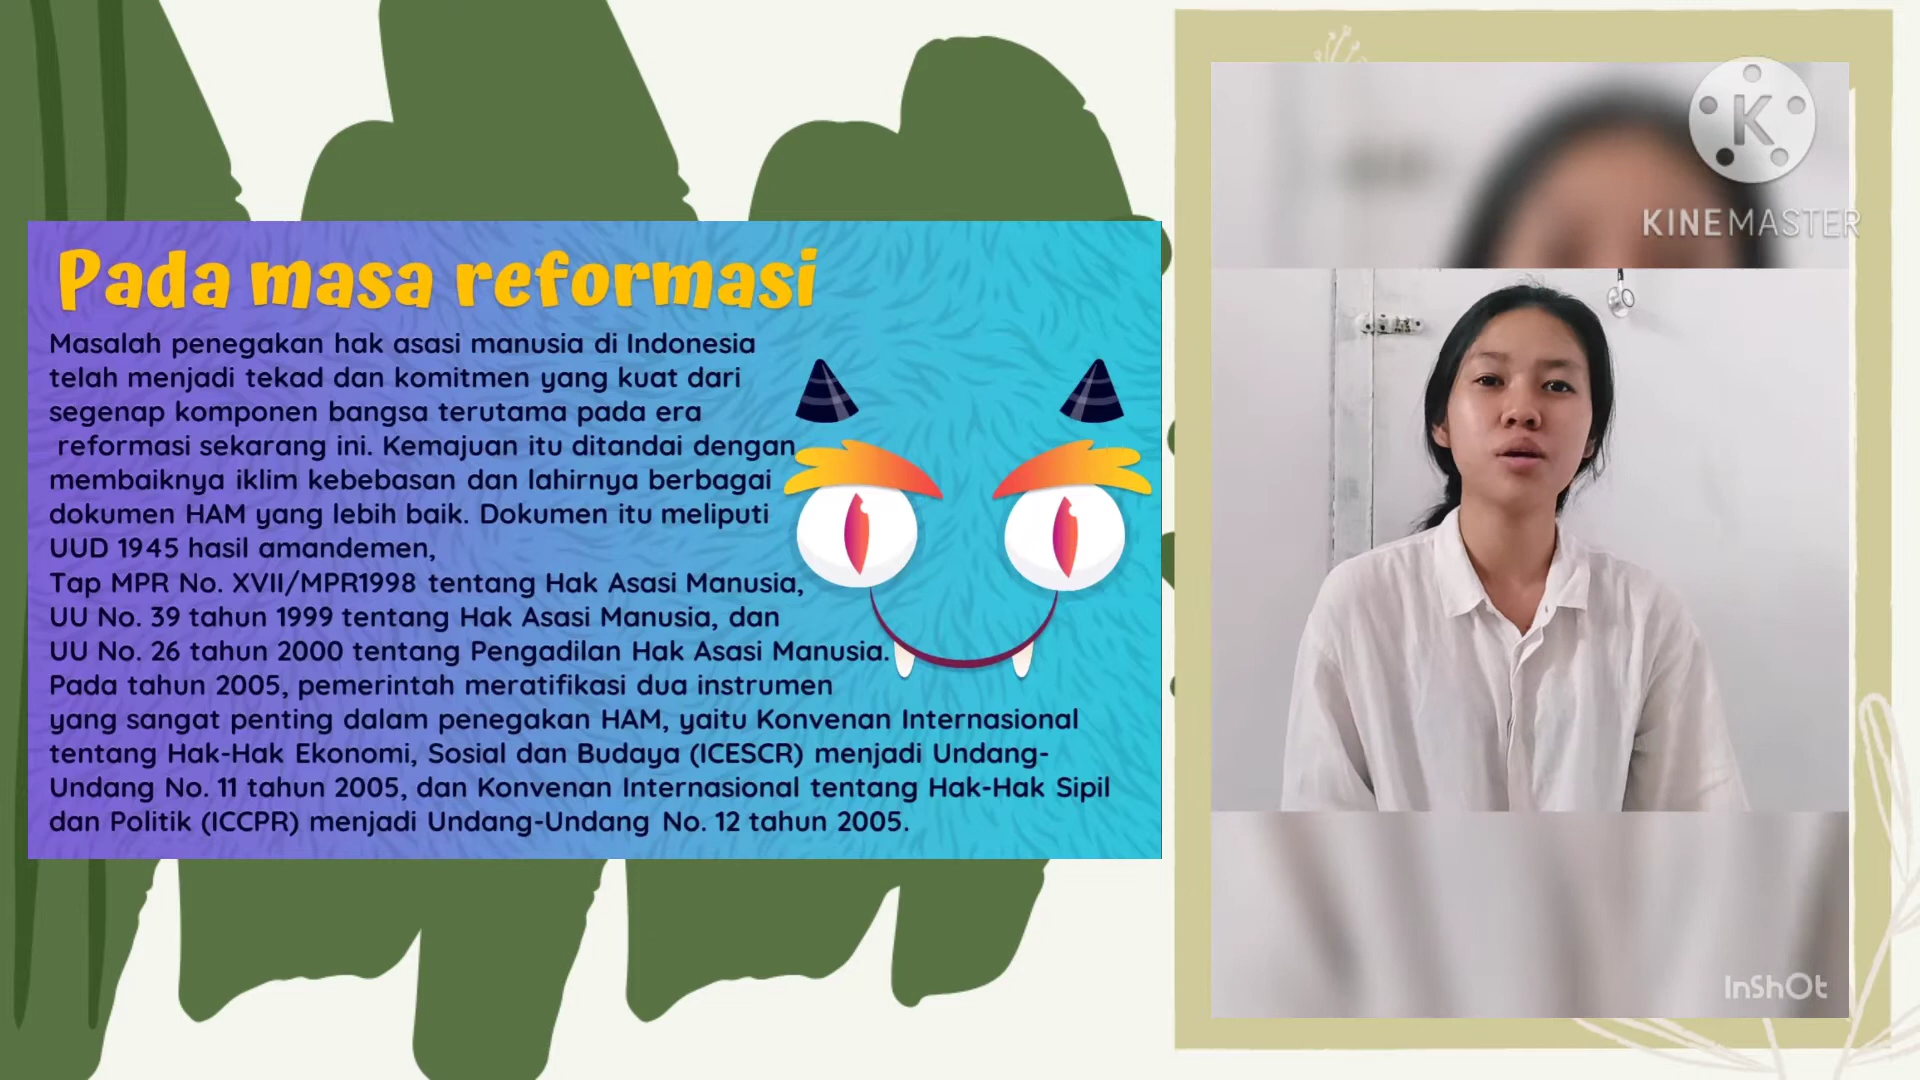 Pada masa reformasi
Masalah penegakan hak asasi manusia di Indonesia
telah menjadi tekad dan komitmen yang kuat dari
segenap komponen bangsa terutama pada era
reformasi sekarang ini. Kemajuan itu ditandai dengan
membaiknya iklim kebebasan dan lahirnya berbagai
dokumen HAM yang lebih baik. Dokumen itu meliputi
UUD 1945 hasil amandemen,
Tap MPR No. XVII/MPR1998 tentang Hak Asasi Manusia,
UU No. 39 tahun 1999 tentang Hak Asasi Manusia, dan
UU No. 26 tahun 2000 tentang Pengadilan Hak Asasi Manusia.
Pada tahun 2005, pemerintah meratifikasi dua instrumen
yang sangat penting dalam penegakan HAM, yaitu Konvenan Internasional
tentang Hak-Hak Ekonomi, Sosial dan Budaya (ICESCR) menjadi Undang-
Undang No. 11 tahun 2005, dan Konvenan Internasional tentang Hak-Hak Sipil
dan Politik (ICCPR) menjadi Undang-Undang No. 12 tahun 2005.
K
KINEMASTER
InShOt